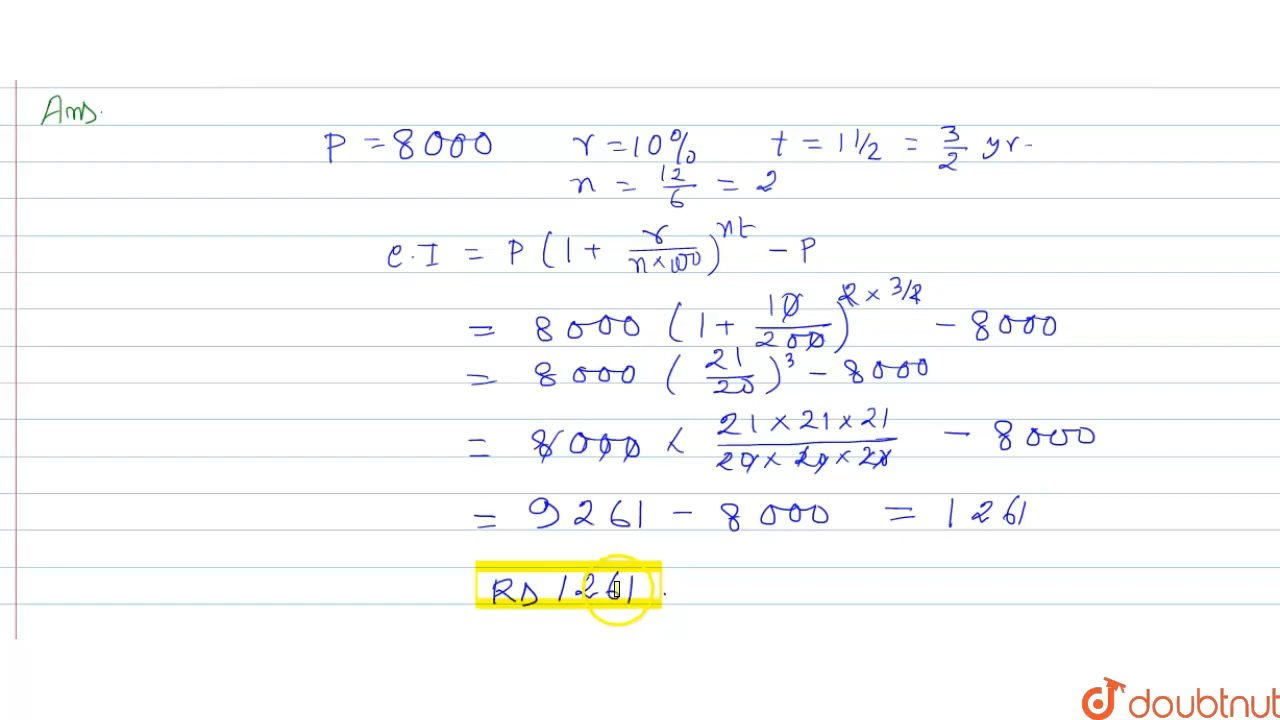 Ans.
P = 8000 r = 10% t = 1 1/2 = 3/2 yr.
n = 12/6 = 2
C.I = P (1 + r/(n×100))^nt − P
= 8000 (1 + 10/200)^2×3/2 − 8000
= 8000 (21/20)^3 − 8000
= 8000 × (21×21×21)/(20×20×20) − 8000
= 9261 − 8000 = 1261
RS 1261.
doubtnut